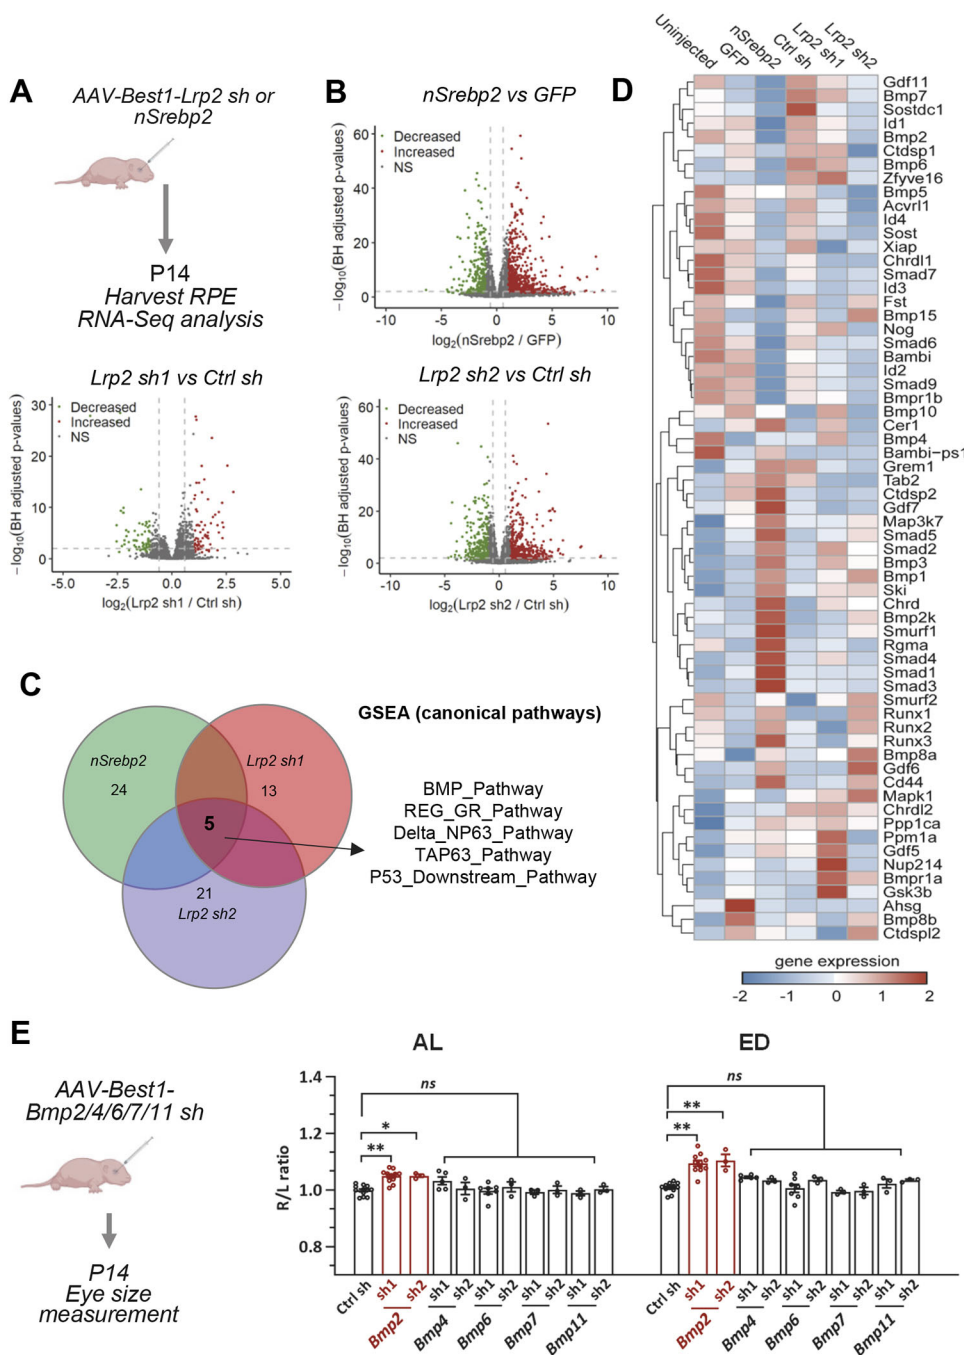 A
AAV-Best1-Lrp2 sh or
nSrebp2
P14
Harvest RPE
RNA-Seq analysis
B
nSrebp2 vs GFP
Decreased
Increased
NS
−log10(BH adjusted p-values)
60
40
20
0
-10
-5
0
5
10
log2(nSrebp2 / GFP)
Lrp2 sh1 vs Ctrl sh
Decreased
Increased
NS
−log10(BH adjusted p-values)
30
20
10
0
-5.0
-2.5
0.0
2.5
5.0
log2(Lrp2 sh1 / Ctrl sh)
Lrp2 sh2 vs Ctrl sh
Decreased
Increased
NS
−log10(BH adjusted p-values)
60
40
20
0
-10
-5
0
5
10
log2(Lrp2 sh2 / Ctrl sh)
C
nSrebp2
24
Lrp2 sh1
13
5
21
Lrp2 sh2
GSEA (canonical pathways)
BMP_Pathway
REG_GR_Pathway
Delta_NP63_Pathway
TAP63_Pathway
P53_Downstream_Pathway
D
Uninjected
GFP
nSrebp2
Ctrl sh
Lrp2 sh1
Lrp2 sh2
Gdf11
Bmp7
Sostdc1
Id1
Bmp2
Ctdsp1
Bmp6
Zfyve16
Bmp5
Acvrl1
Id4
Sost
Xiap
Chrdl1
Smad7
Id3
Fst
Bmp15
Nog
Smad6
Bambi
Id2
Smad9
Bmpr1b
Bmp10
Cer1
Bmp4
Bambi−ps1
Grem1
Tab2
Ctdsp2
Gdf7
Map3k7
Smad5
Smad2
Bmp3
Bmp1
Ski
Chrd
Bmp2k
Smurf1
Rgma
Smad4
Smad1
Smad3
Smurf2
Runx1
Runx2
Runx3
Bmp8a
Gdf6
Cd44
Mapk1
Chrdl2
Ppp1ca
Ppm1a
Gdf5
Nup214
Bmpr1a
Gsk3b
Ahsg
Bmp8b
Ctdspl2
gene expression
-2
-1
0
1
2
E
AAV-Best1-
Bmp2/4/6/7/11 sh
P14
Eye size
measurement
AL
R/L ratio
1.4
1.2
1.0
0.8
ns
*
**
Ctrl sh
sh1
sh2
sh1
sh2
sh1
sh2
sh1
sh2
sh1
sh2
Bmp2
Bmp4
Bmp6
Bmp7
Bmp11
ED
ns
**
**
Ctrl sh
sh1
sh2
sh1
sh2
sh1
sh2
sh1
sh2
sh1
sh2
Bmp2
Bmp4
Bmp6
Bmp7
Bmp11